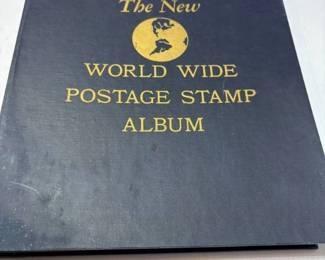 The New
WORLD WIDE
POSTAGE STAMP
ALBUM